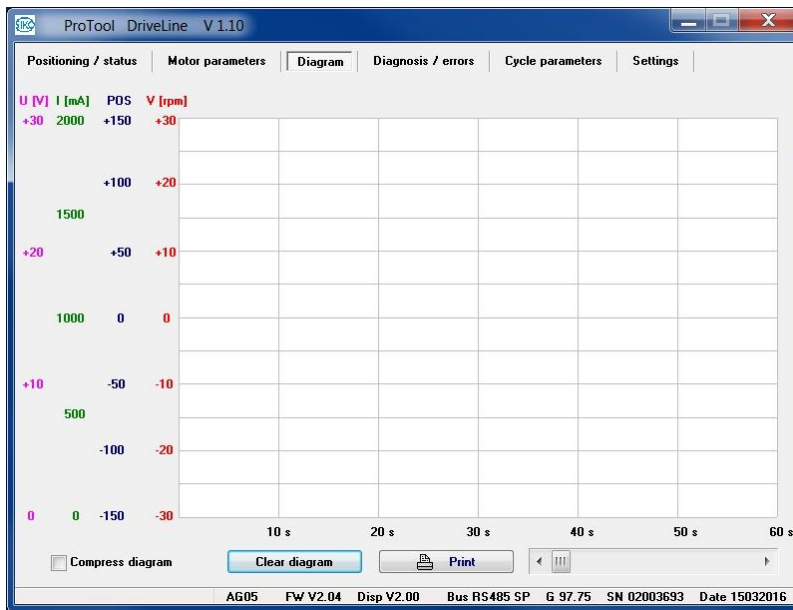 SIKO ProTool DriveLine V 1.10
Positioning / status Motor parameters Diagram Diagnosis / errors Cycle parameters Settings
U [V] I [mA] POS V [rpm]
+30 2000 +150 +30
+100 +20
1500
+20 +50 +10
1000 0 0
+10 -50 -10
500
-100 -20
0 0 -150 -30
10 s 20 s 30 s 40 s 50 s 60 s
Compress diagram Clear diagram Print
AG05 FW V2.04 Disp V2.00 Bus RS485 SP G 97.75 SN 02003693 Date 15032016